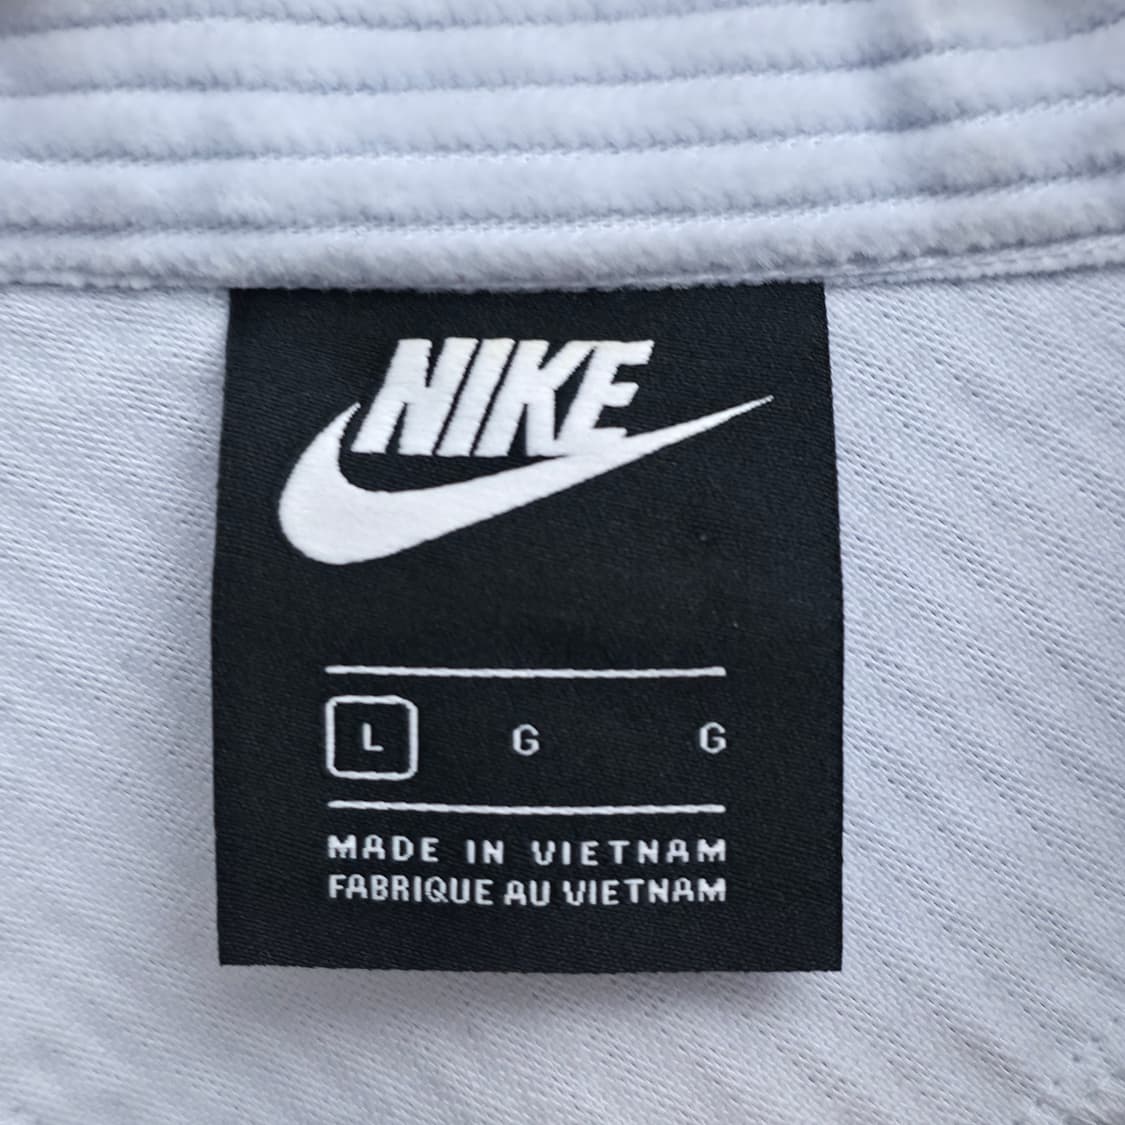 NIKE
L G G
MADE IN VIETNAM
FABRIQUE AU VIETNAM